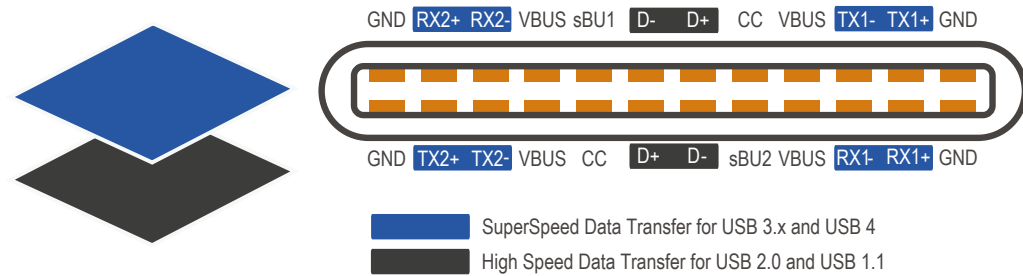 GND RX2+ RX2- VBUS sBU1 D- D+ CC VBUS TX1- TX1+ GND
GND TX2+ TX2- VBUS CC D+ D- sBU2 VBUS RX1- RX1+ GND
SuperSpeed Data Transfer for USB 3.x and USB 4
High Speed Data Transfer for USB 2.0 and USB 1.1